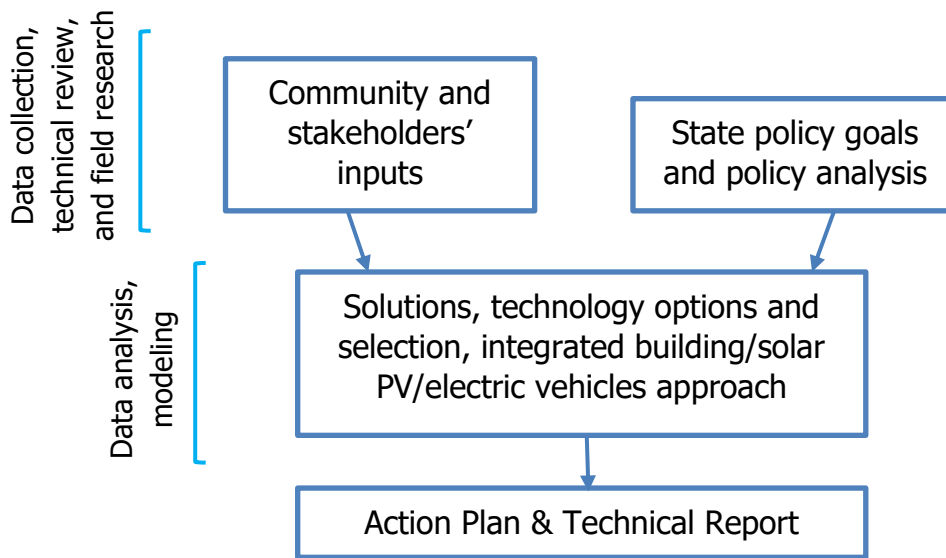 Data collection,
technical review,
and field research
Community and
stakeholders’
inputs
State policy goals
and policy analysis
Data analysis,
modeling
Solutions, technology options and
selection, integrated building/solar
PV/electric vehicles approach
Action Plan & Technical Report